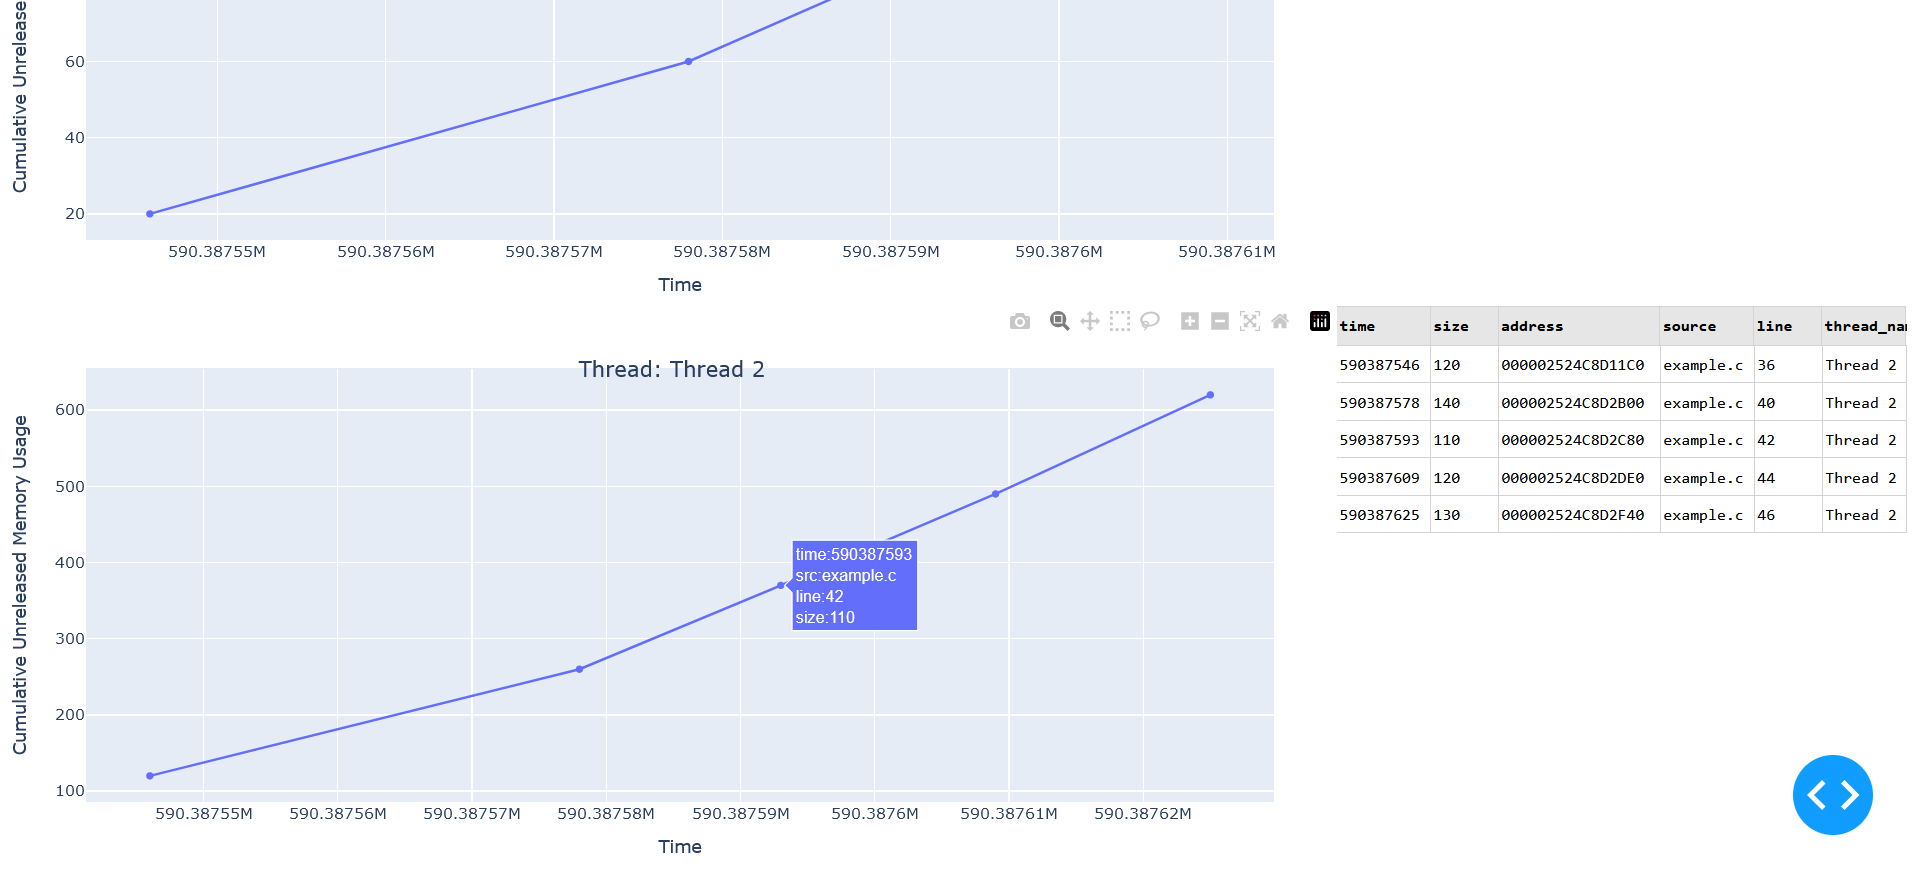 Cumulative Unrelease
60
40
20
590.38755M 590.38756M 590.38757M 590.38758M 590.38759M 590.3876M 590.38761M
Time
Thread: Thread 2
Cumulative Unreleased Memory Usage
600
500
400
300
200
100
time:590387593
src:example.c
line:42
size:110
590.38755M 590.38756M 590.38757M 590.38758M 590.38759M 590.3876M 590.38761M 590.38762M
Time
time size address source line thread_nam
590387546 120 000002524C8D11C0 example.c 36 Thread 2
590387578 140 000002524C8D2B00 example.c 40 Thread 2
590387593 110 000002524C8D2C80 example.c 42 Thread 2
590387609 120 000002524C8D2DE0 example.c 44 Thread 2
590387625 130 000002524C8D2F40 example.c 46 Thread 2